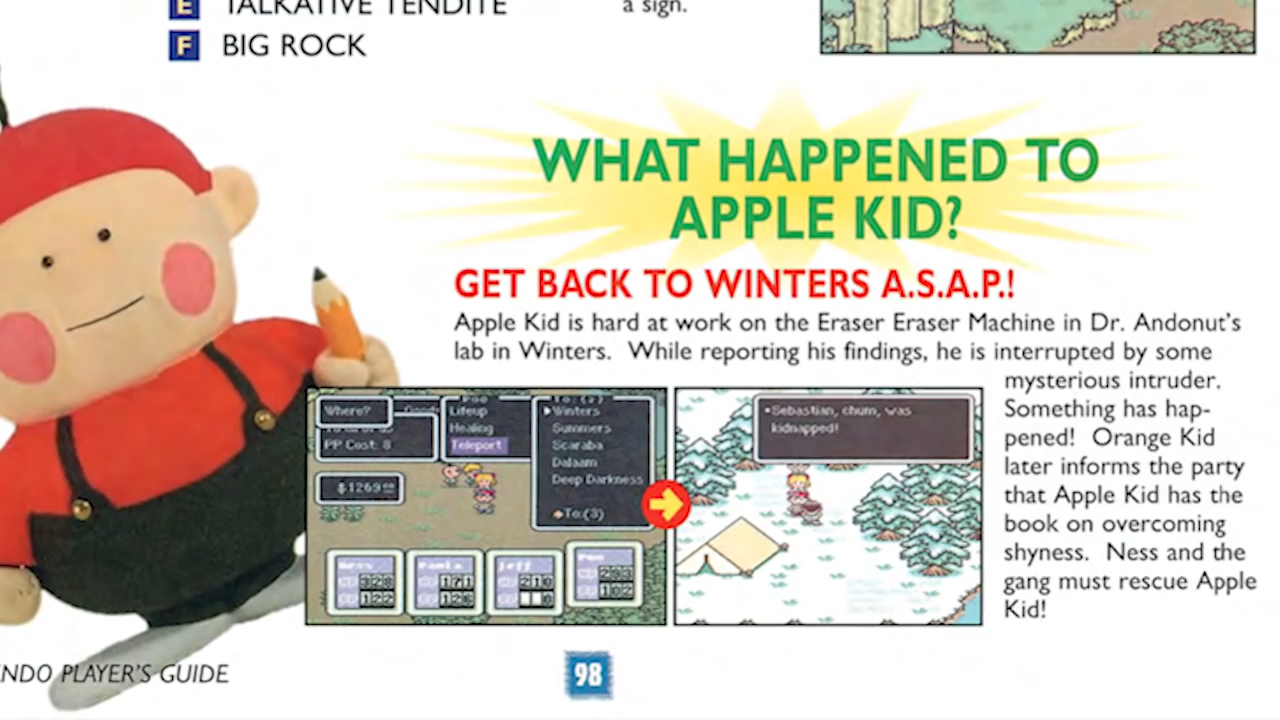 E TALKATIVE TENDITE
a sign.
F BIG ROCK
WHAT HAPPENED TO
APPLE KID?
GET BACK TO WINTERS A.S.A.P.!
Apple Kid is hard at work on the Eraser Eraser Machine in Dr. Andonut's
lab in Winters. While reporting his findings, he is interrupted by some
mysterious intruder.
Something has hap-
pened! Orange Kid
later informs the party
that Apple Kid has the
book on overcoming
shyness. Ness and the
gang must rescue Apple
Kid!
Where?
PP Cost: 8
$1269
Lifeup
Healing
Teleport
Winters
Summers
Scaraba
Dalaam
Deep Darkness
To:(3)
Ness
Paula
Jeff
Poo
•Sebastian, chum, was
kidnapped!
NDO PLAYER'S GUIDE
98